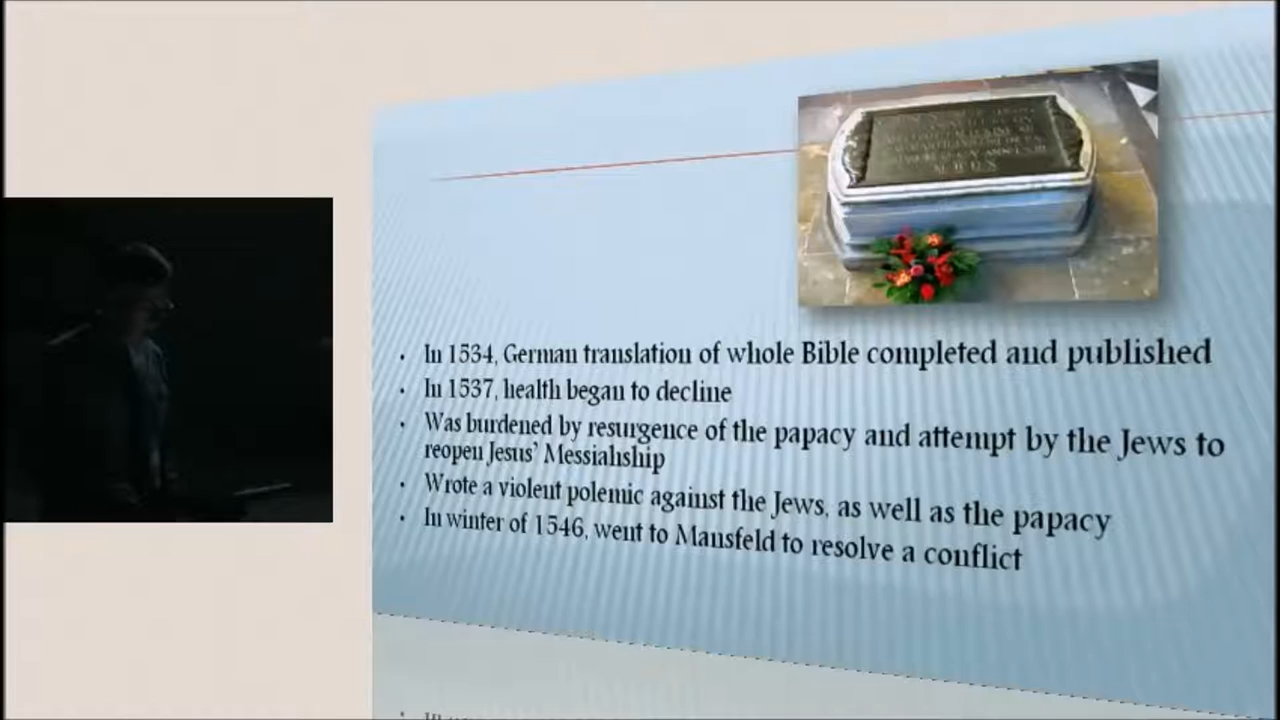 • In 1534, German translation of whole Bible completed and published
• In 1537, health began to decline
• Was burdened by resurgence of the papacy and attempt by the Jews to
reopen Jesus' Messiahship
• Wrote a violent polemic against the Jews, as well as the papacy
• In winter of 1546, went to Mansfeld to resolve a conflict